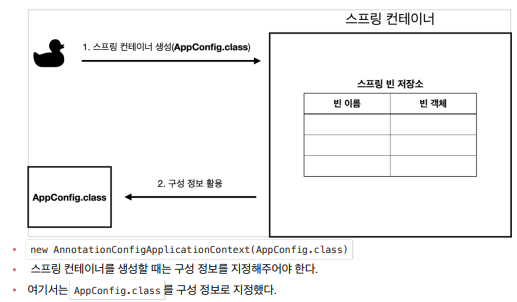 스프링 컨테이너
1. 스프링 컨테이너 생성(AppConfig.class)
스프링 빈 저장소
빈 이름 빈 객체
AppConfig.class
2. 구성 정보 활용
new AnnotationConfigApplicationContext(AppConfig.class)
스프링 컨테이너를 생성할 때는 구성 정보를 지정해주어야 한다.
여기서는 AppConfig.class 를 구성 정보로 지정했다.